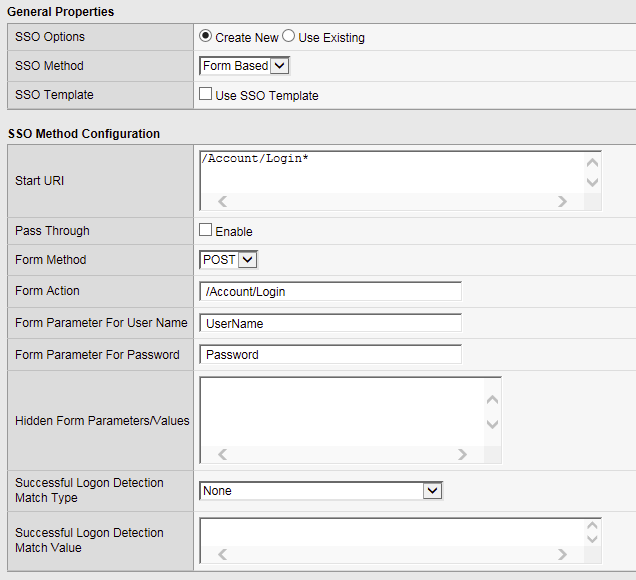 General Properties
SSO Options Create New Use Existing
SSO Method Form Based
SSO Template Use SSO Template
SSO Method Configuration
Start URI /Account/Login*
Pass Through Enable
Form Method POST
Form Action /Account/Login
Form Parameter For User Name UserName
Form Parameter For Password Password
Hidden Form Parameters/Values
Successful Logon Detection
Match Type None
Successful Logon Detection
Match Value